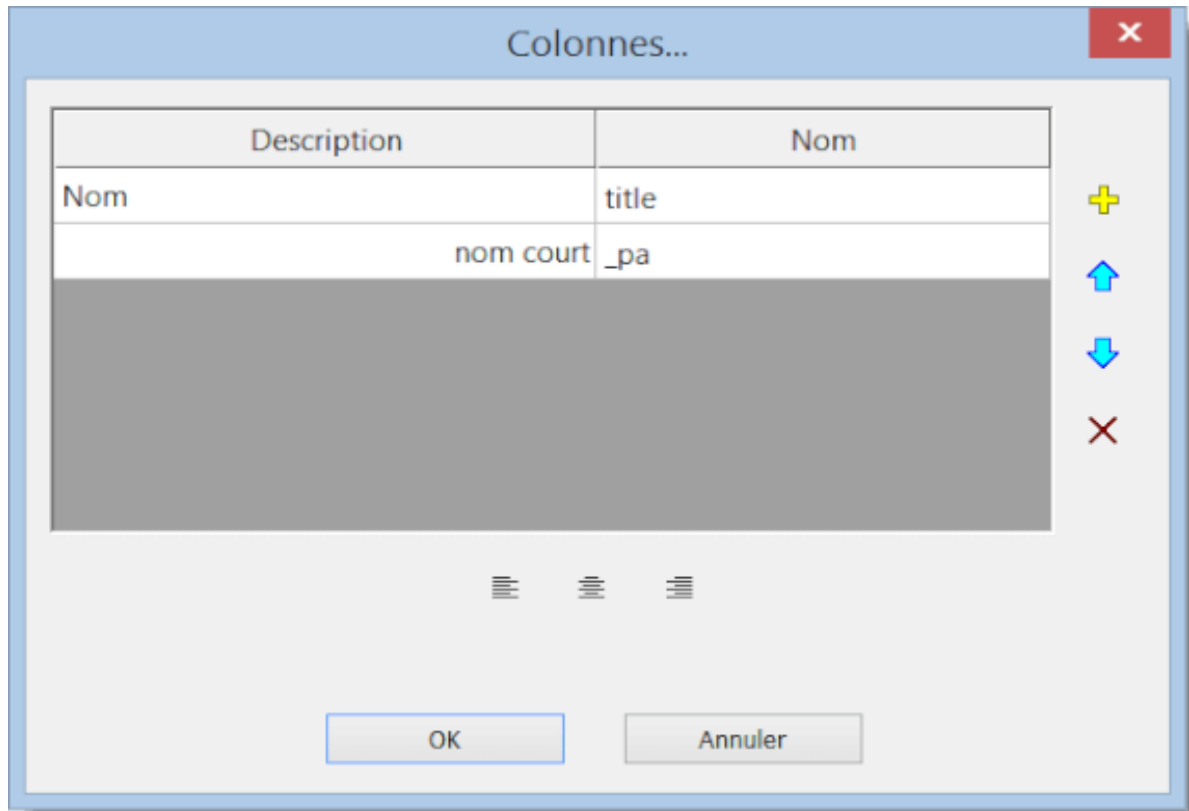 Colonnes...
Description Nom
Nom title
nom court _pa
OK Annuler